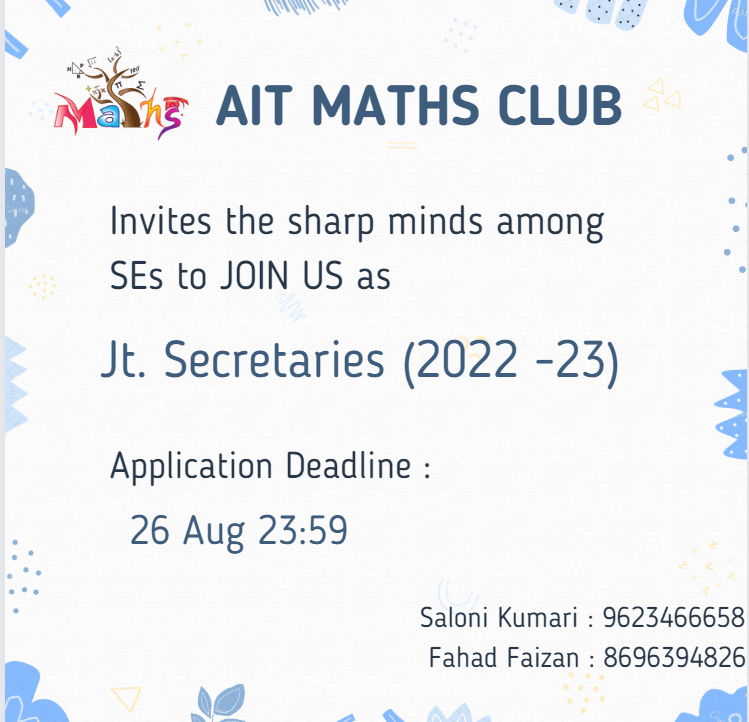 Maths
AIT MATHS CLUB
Invites the sharp minds among
SEs to JOIN US as
Jt. Secretaries (2022 -23)
Application Deadline :
26 Aug 23:59
Saloni Kumari : 9623466658
Fahad Faizan : 8696394826